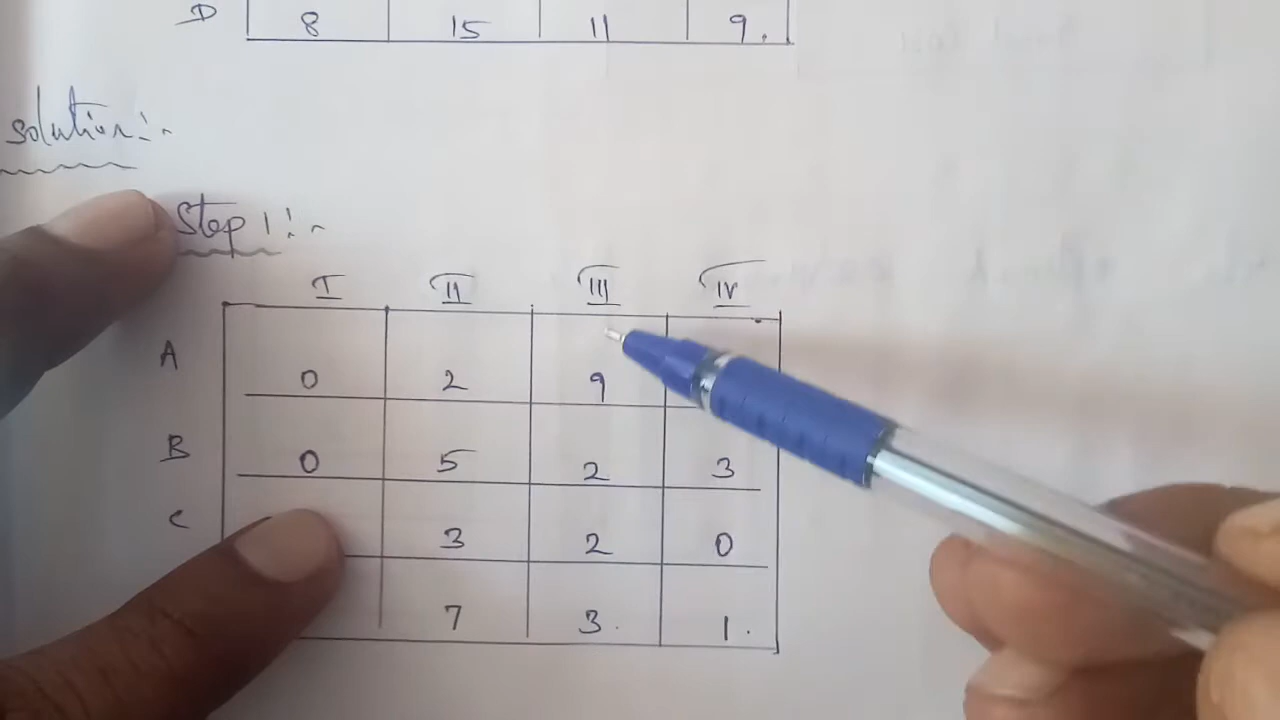 D 8 15 11 9.
Solution:-
Step 1:-
I II III IV
A 0 2 9
B 0 5 2 3
C 3 2 0
7 3. 1.